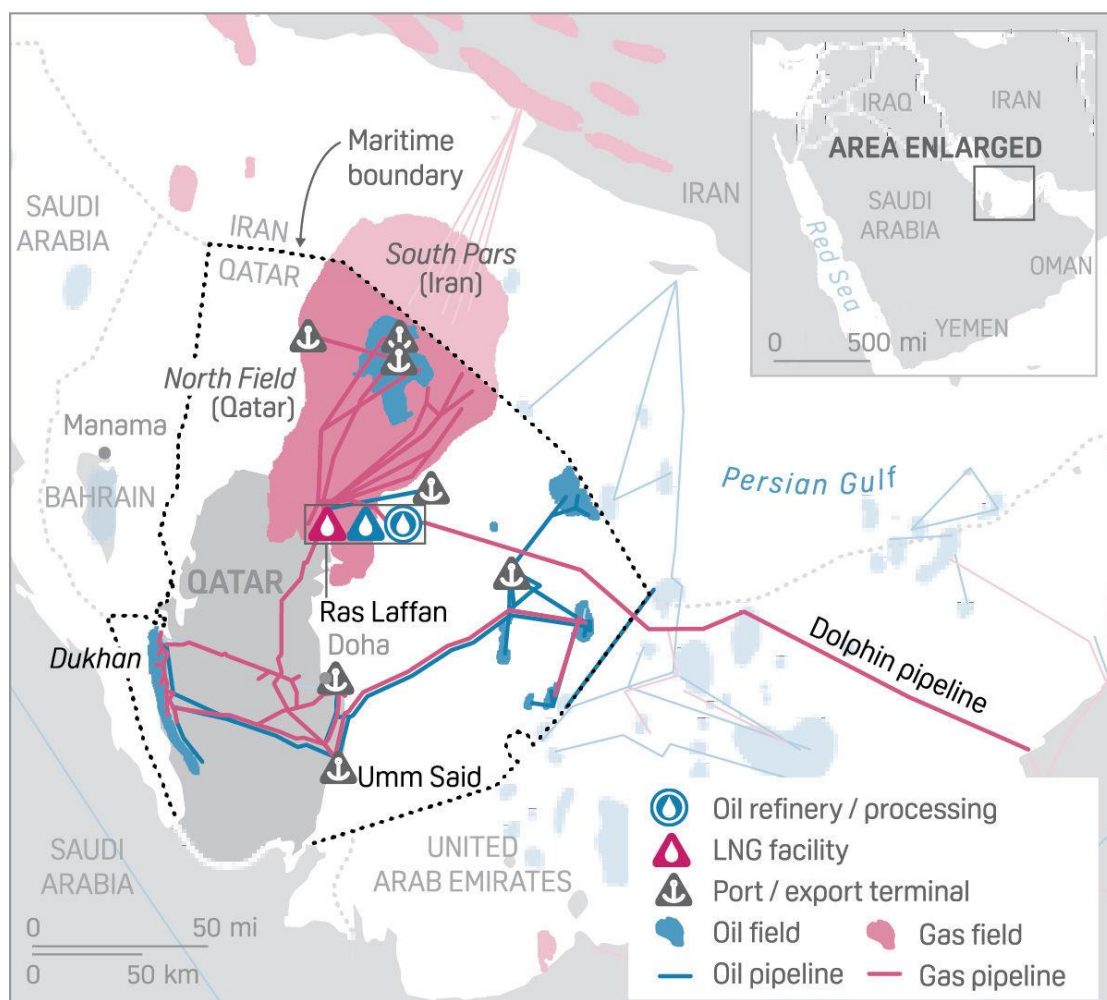 Maritime
boundary
SAUDI
ARABIA
IRAN
QATAR
South Pars
(Iran)
IRAN
North Field
(Qatar)
Manama
BAHRAIN
Persian Gulf
QATAR
Ras Laffan
Doha
Dukhan
Dolphin pipeline
Umm Said
SAUDI
ARABIA
UNITED
ARAB EMIRATES
0 50 mi
0 50 km
IRAQ
IRAN
AREA ENLARGED
SAUDI
ARABIA
Red Sea
OMAN
YEMEN
0 500 mi
Oil refinery / processing
LNG facility
Port / export terminal
Oil field
Gas field
Oil pipeline
Gas pipeline